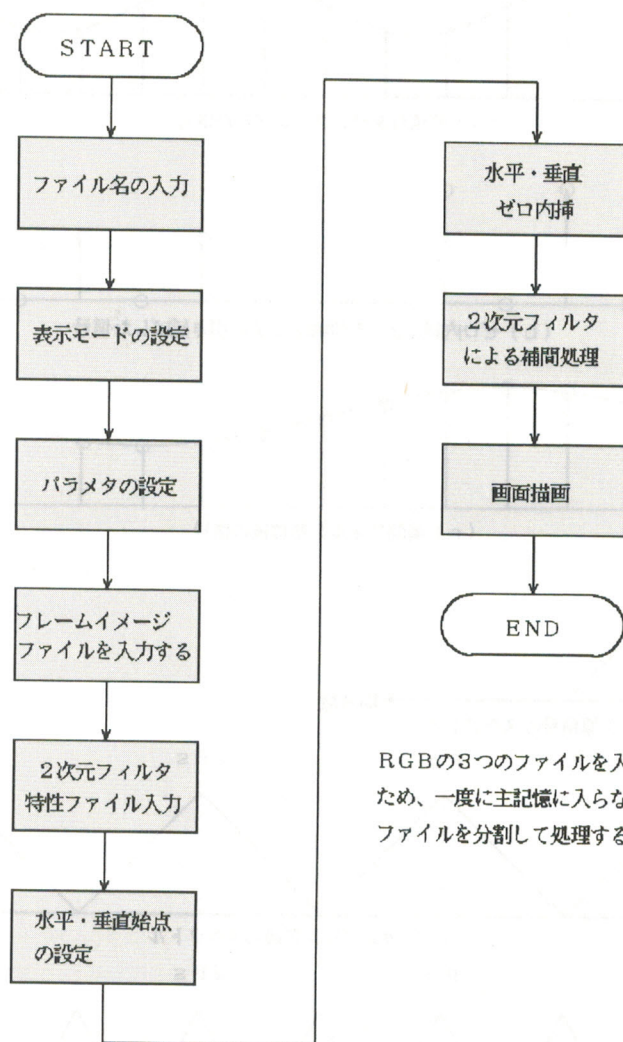 START
ファイル名の入力
表示モードの設定
パラメタの設定
フレームイメージ
ファイルを入力する
2次元フィルタ
特性ファイル入力
水平・垂直始点
の設定
水平・垂直
ゼロ内挿
2次元フィルタ
による補間処理
画面描画
END
RGBの3つのファイルを入
ため、一度に主記憶に入らな
ファイルを分割して処理する